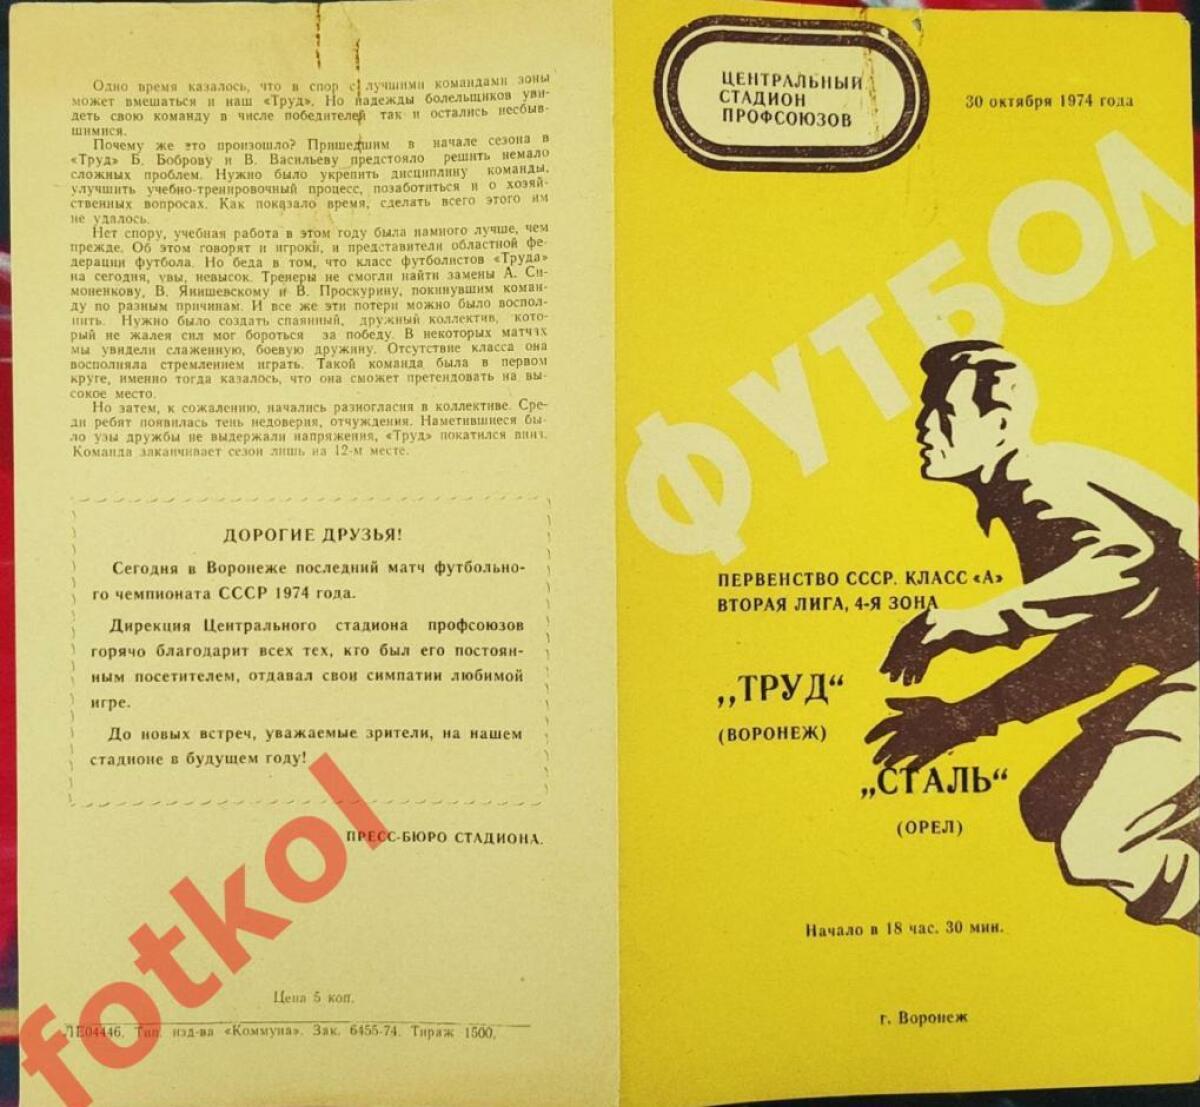 Одно время казалось, что в спор с лучшими командами зоны
может вмешаться и наш «Труд». Но надежды болельщиков уви-
деть свою команду в числе победителей так и остались несбыв-
шимися.
Почему же это произошло? Пришедшим в начале сезона в
«Труд» Б. Боброву и В. Васильеву предстояло решить немало
сложных проблем. Нужно было укрепить дисциплину команды,
улучшить учебно-тренировочный процесс, позаботиться и о хозяй-
ственных вопросах. Как показало время, сделать всего этого им
не удалось.
Нет спору, учебная работа в этом году была намного лучше, чем
прежде. Об этом говорят и игроки, и представители областной фе-
дерации футбола. Но беда в том, что класс футболистов «Труда»
на сегодня, увы, невысок. Тренеры не смогли найти замены А. Си-
моненкову, В. Янишевскому и В. Проскурину, покинувшим коман-
ду по разным причинам. И все же эти потери можно было воспол-
нить. Нужно было создать спаянный, дружный коллектив, кото-
рый не жалея сил мог бороться за победу. В некоторых матчах
мы увидели слаженную, боевую дружину. Отсутствие класса она
восполняла стремлением играть. Такой команда была в первом
круге, именно тогда казалось, что она сможет претендовать на вы-
сокое место.
Но затем, к сожалению, начались разногласия в коллективе. Сре-
ди ребят появилась тень недоверия, отчуждения. Наметившиеся бы-
ло узы дружбы не выдержали напряжения, «Труд» покатился вниз.
Команда заканчивает сезон лишь на 12-м месте.
ДОРОГИЕ ДРУЗЬЯ!
Сегодня в Воронеже последний матч футбольно-
го чемпионата СССР 1974 года.
Дирекция Центрального стадиона профсоюзов
горячо благодарит всех тех, кто был его постоян-
ным посетителем, отдавал свои симпатии любимой
игре.
До новых встреч, уважаемые зрители, на нашем
стадионе в будущем году!
ПРЕСС-БЮРО СТАДИОНА.
Цена 5 коп.
ЛЕ04446. Тип. изд-ва «Коммуна». Зак. 6455-74. Тираж 1500.
fotkol
ЦЕНТРАЛЬНЫЙ
СТАДИОН
ПРОФСОЮЗОВ
30 октября 1974 года
ФУТБОЛ
ПЕРВЕНСТВО СССР. КЛАСС «А»
ВТОРАЯ ЛИГА, 4-Я ЗОНА
„ТРУД“
(ВОРОНЕЖ)
„СТАЛЬ“
(ОРЕЛ)
Начало в 18 час. 30 мин.
г. Воронеж